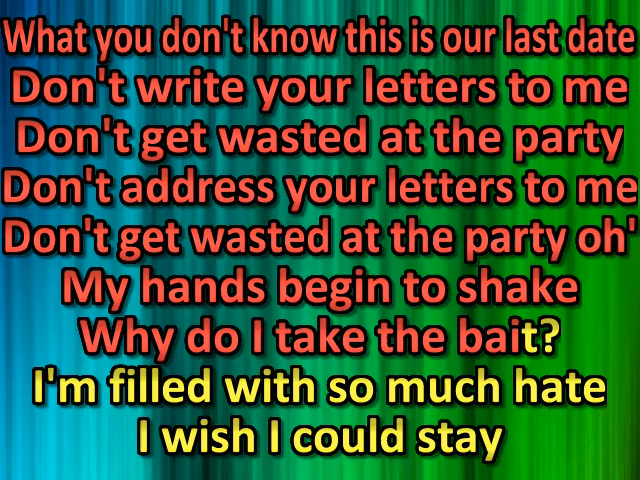 What you don't know this is our last date
Don't write your letters to me
Don't get wasted at the party
Don't address your letters to me
Don't get wasted at the party oh'
My hands begin to shake
Why do I take the bait?
I'm filled with so much hate
I wish I could stay